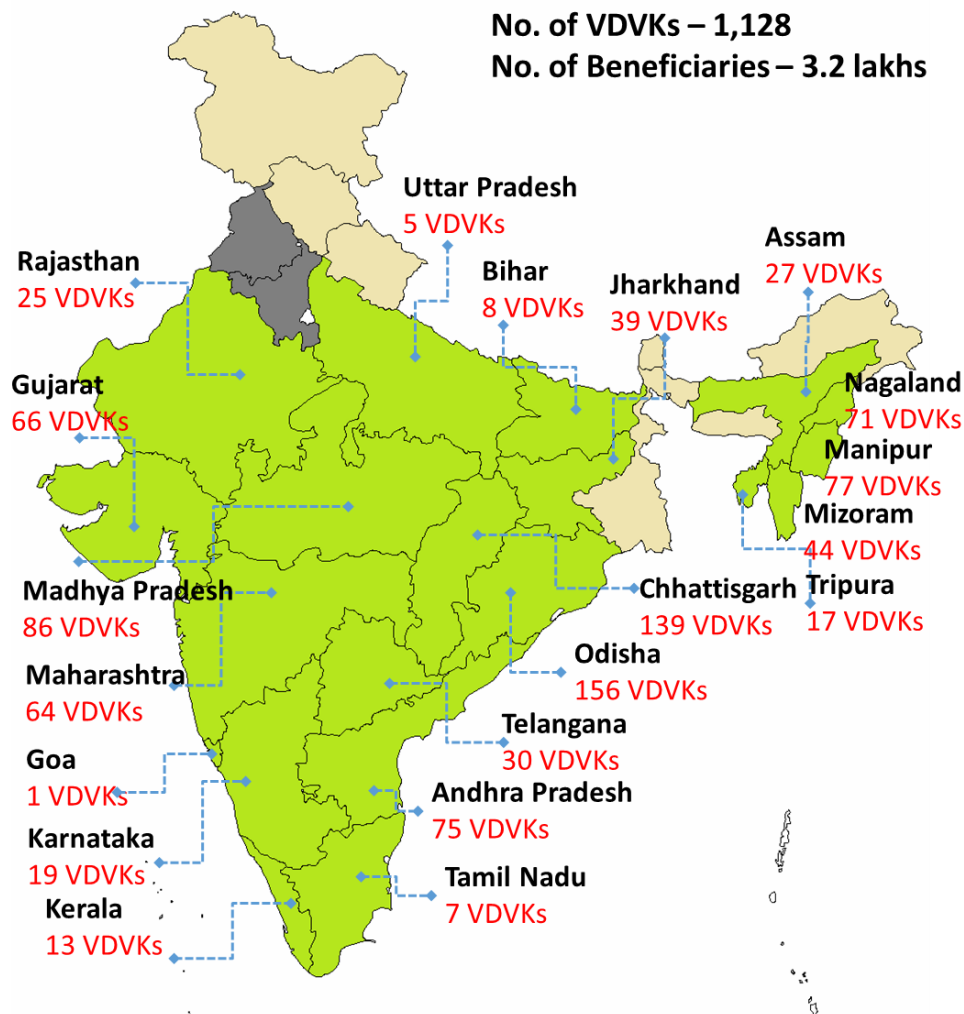 No. of VDVKs – 1,128
No. of Beneficiaries – 3.2 lakhs
Uttar Pradesh
5 VDVKs
Assam
27 VDVKs
Rajasthan
25 VDVKs
Bihar
8 VDVKs
Jharkhand
39 VDVKs
Gujarat
66 VDVKs
Nagaland
71 VDVKs
Manipur
77 VDVKs
Mizoram
44 VDVKs
Madhya Pradesh
86 VDVKs
Chhattisgarh
139 VDVKs
Tripura
17 VDVKs
Maharashtra
64 VDVKs
Odisha
156 VDVKs
Telangana
30 VDVKs
Goa
1 VDVKs
Andhra Pradesh
75 VDVKs
Karnataka
19 VDVKs
Tamil Nadu
7 VDVKs
Kerala
13 VDVKs